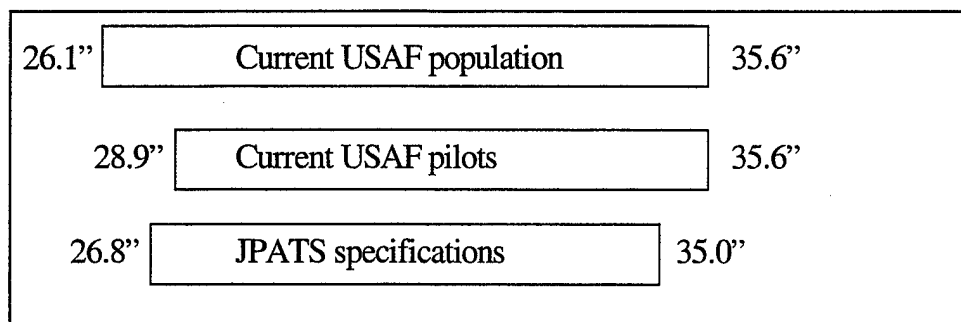 26.1” Current USAF population 35.6”
28.9” Current USAF pilots 35.6”
26.8” JPATS specifications 35.0”